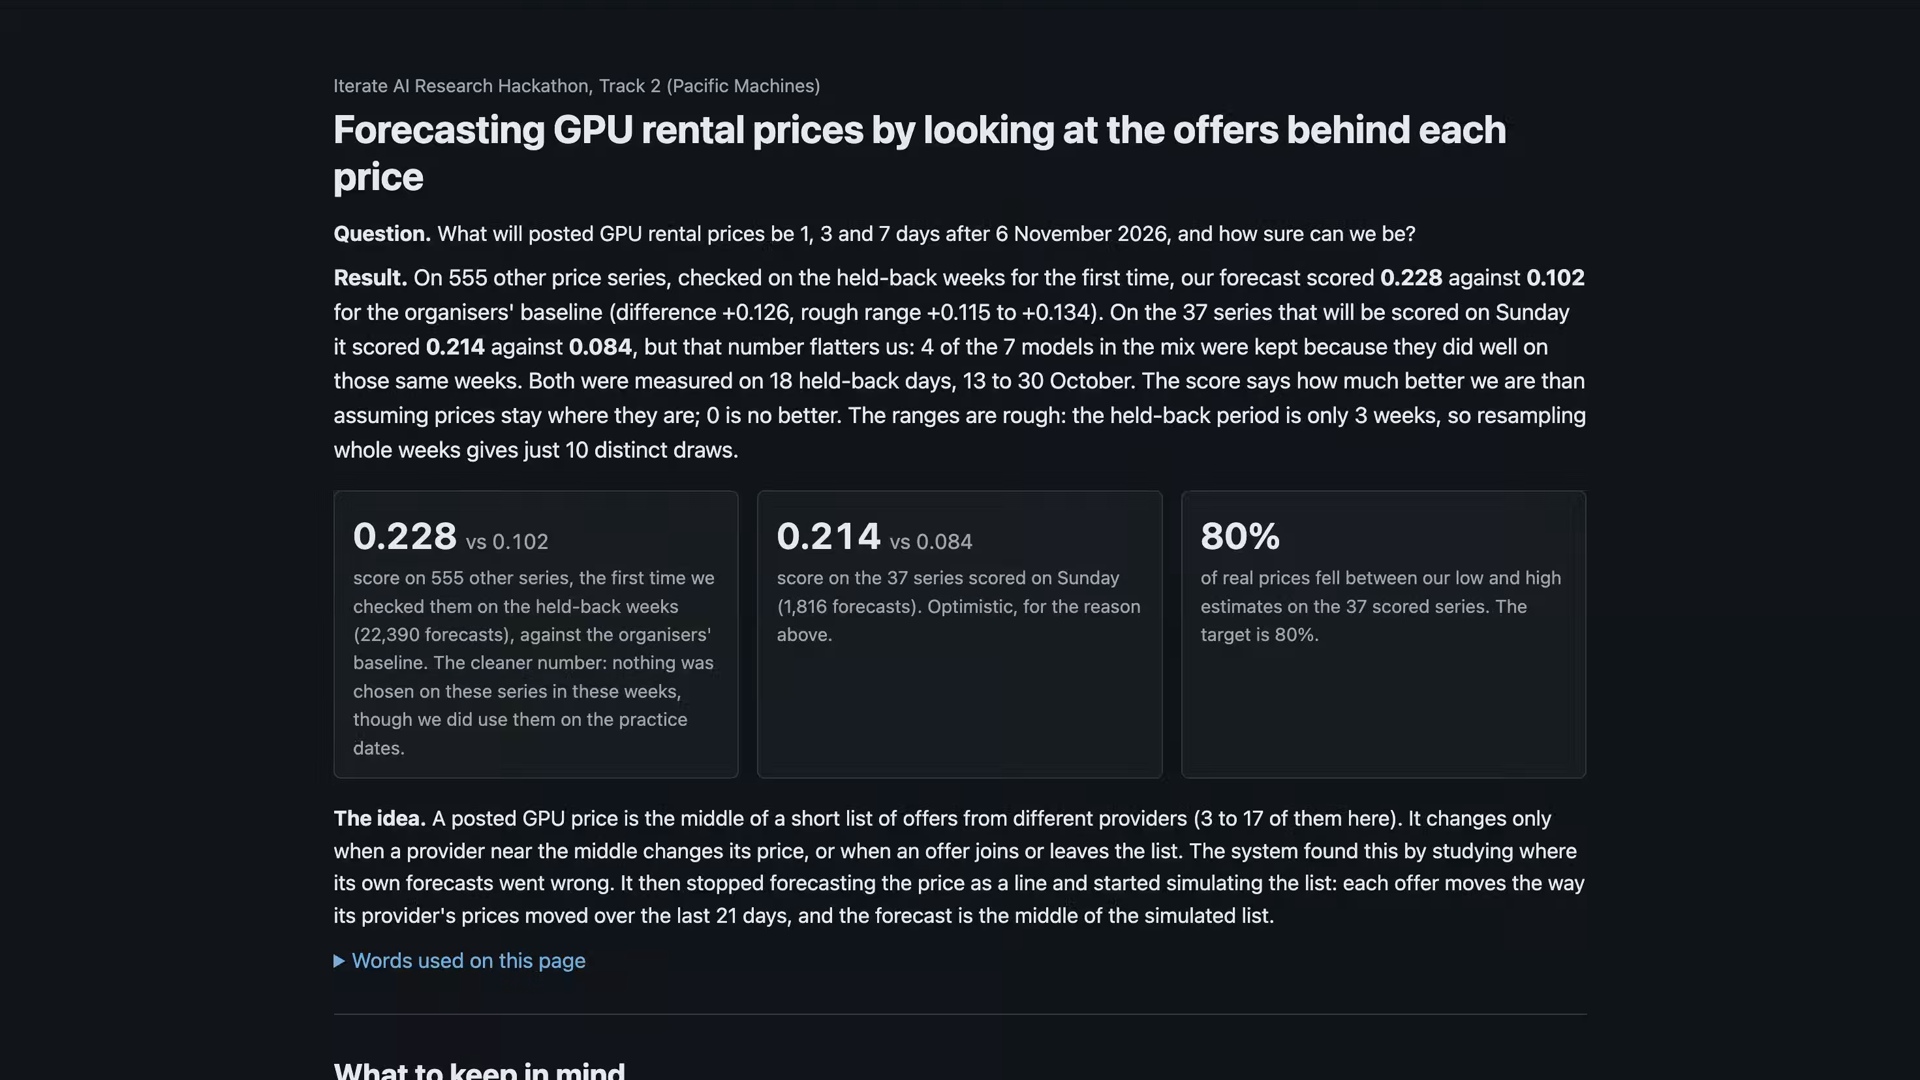 Iterate AI Research Hackathon, Track 2 (Pacific Machines)
Forecasting GPU rental prices by looking at the offers behind each
price
Question. What will posted GPU rental prices be 1, 3 and 7 days after 6 November 2026, and how sure can we be?
Result. On 555 other price series, checked on the held-back weeks for the first time, our forecast scored 0.228 against 0.102
for the organisers' baseline (difference +0.126, rough range +0.115 to +0.134). On the 37 series that will be scored on Sunday
it scored 0.214 against 0.084, but that number flatters us: 4 of the 7 models in the mix were kept because they did well on
those same weeks. Both were measured on 18 held-back days, 13 to 30 October. The score says how much better we are than
assuming prices stay where they are; 0 is no better. The ranges are rough: the held-back period is only 3 weeks, so resampling
whole weeks gives just 10 distinct draws.
0.228 vs 0.102
score on 555 other series, the first time we
checked them on the held-back weeks
(22,390 forecasts), against the organisers'
baseline. The cleaner number: nothing was
chosen on these series in these weeks,
though we did use them on the practice
dates.
0.214 vs 0.084
score on the 37 series scored on Sunday
(1,816 forecasts). Optimistic, for the reason
above.
80%
of real prices fell between our low and high
estimates on the 37 scored series. The
target is 80%.
The idea. A posted GPU price is the middle of a short list of offers from different providers (3 to 17 of them here). It changes only
when a provider near the middle changes its price, or when an offer joins or leaves the list. The system found this by studying where
its own forecasts went wrong. It then stopped forecasting the price as a line and started simulating the list: each offer moves the way
its provider's prices moved over the last 21 days, and the forecast is the middle of the simulated list.
▶ Words used on this page
What to keep in mind